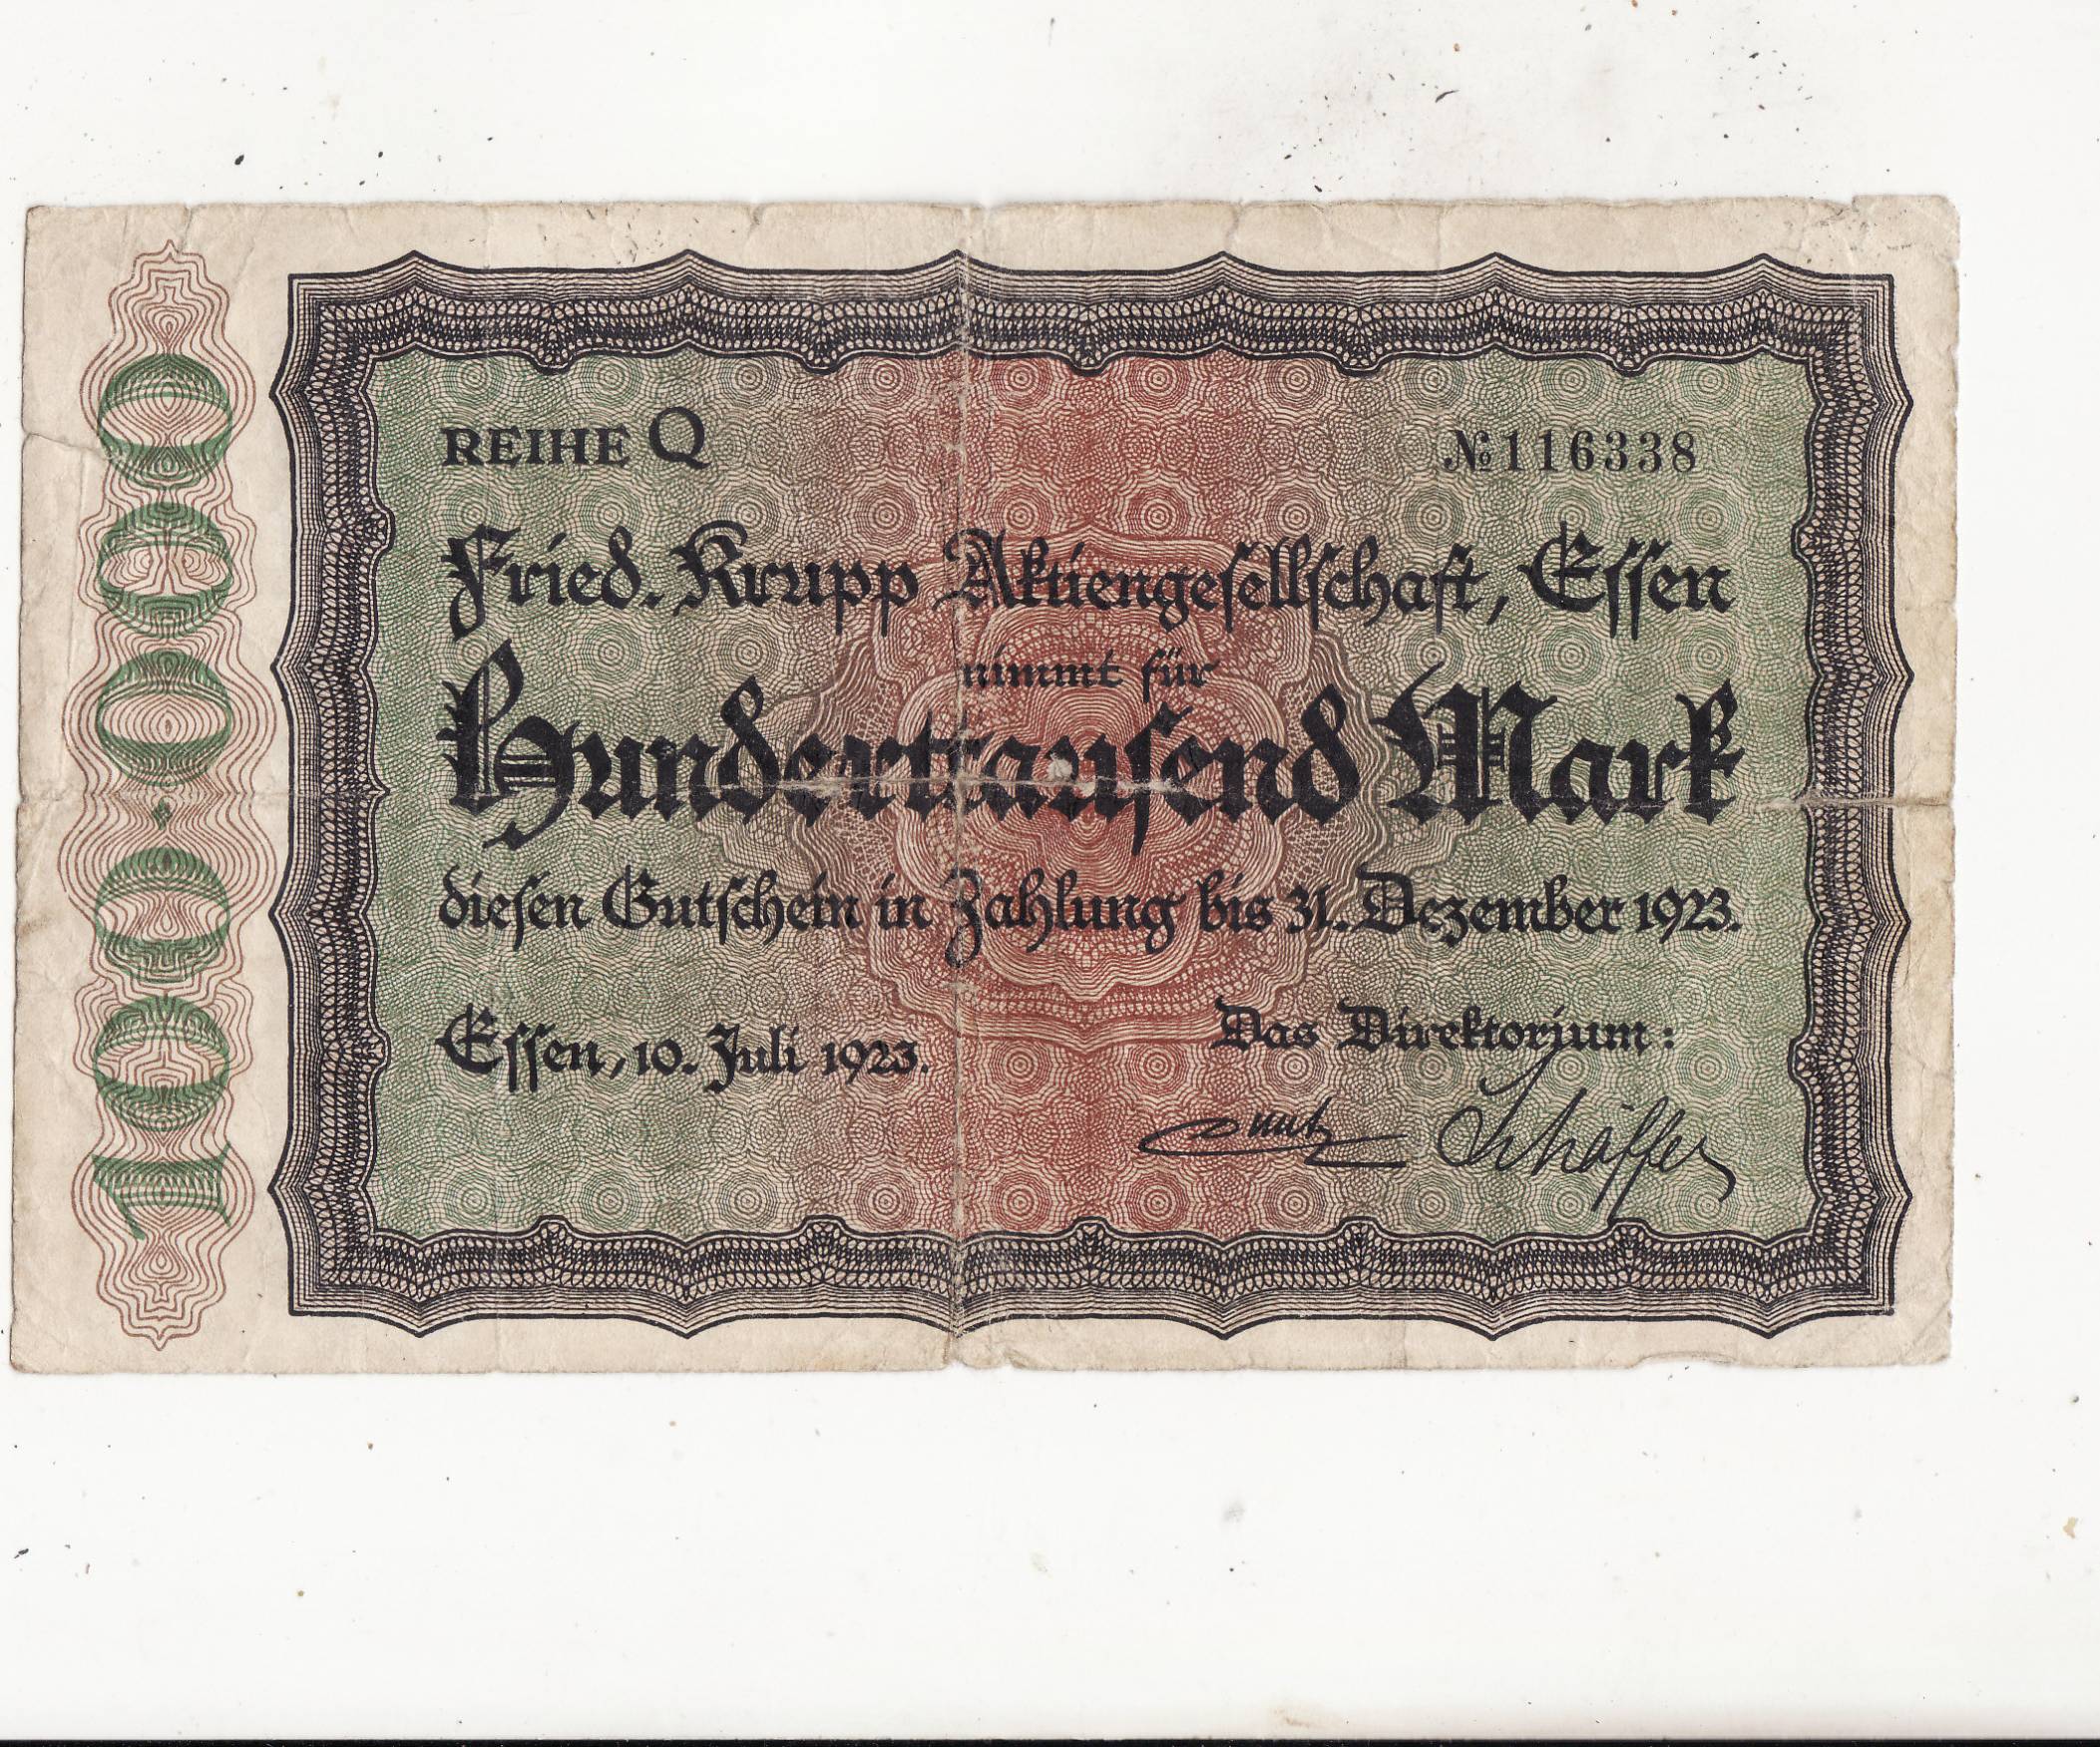 100·000
REIHE Q №116338
Fried. Krupp Aktiengesellschaft, Essen
nimmt für
Hunderttausend Mark
diesen Gutschein in Zahlung bis 31. Dezember 1923.
Essen, 10. Juli 1923.
Das Direktorium:
Schäffer